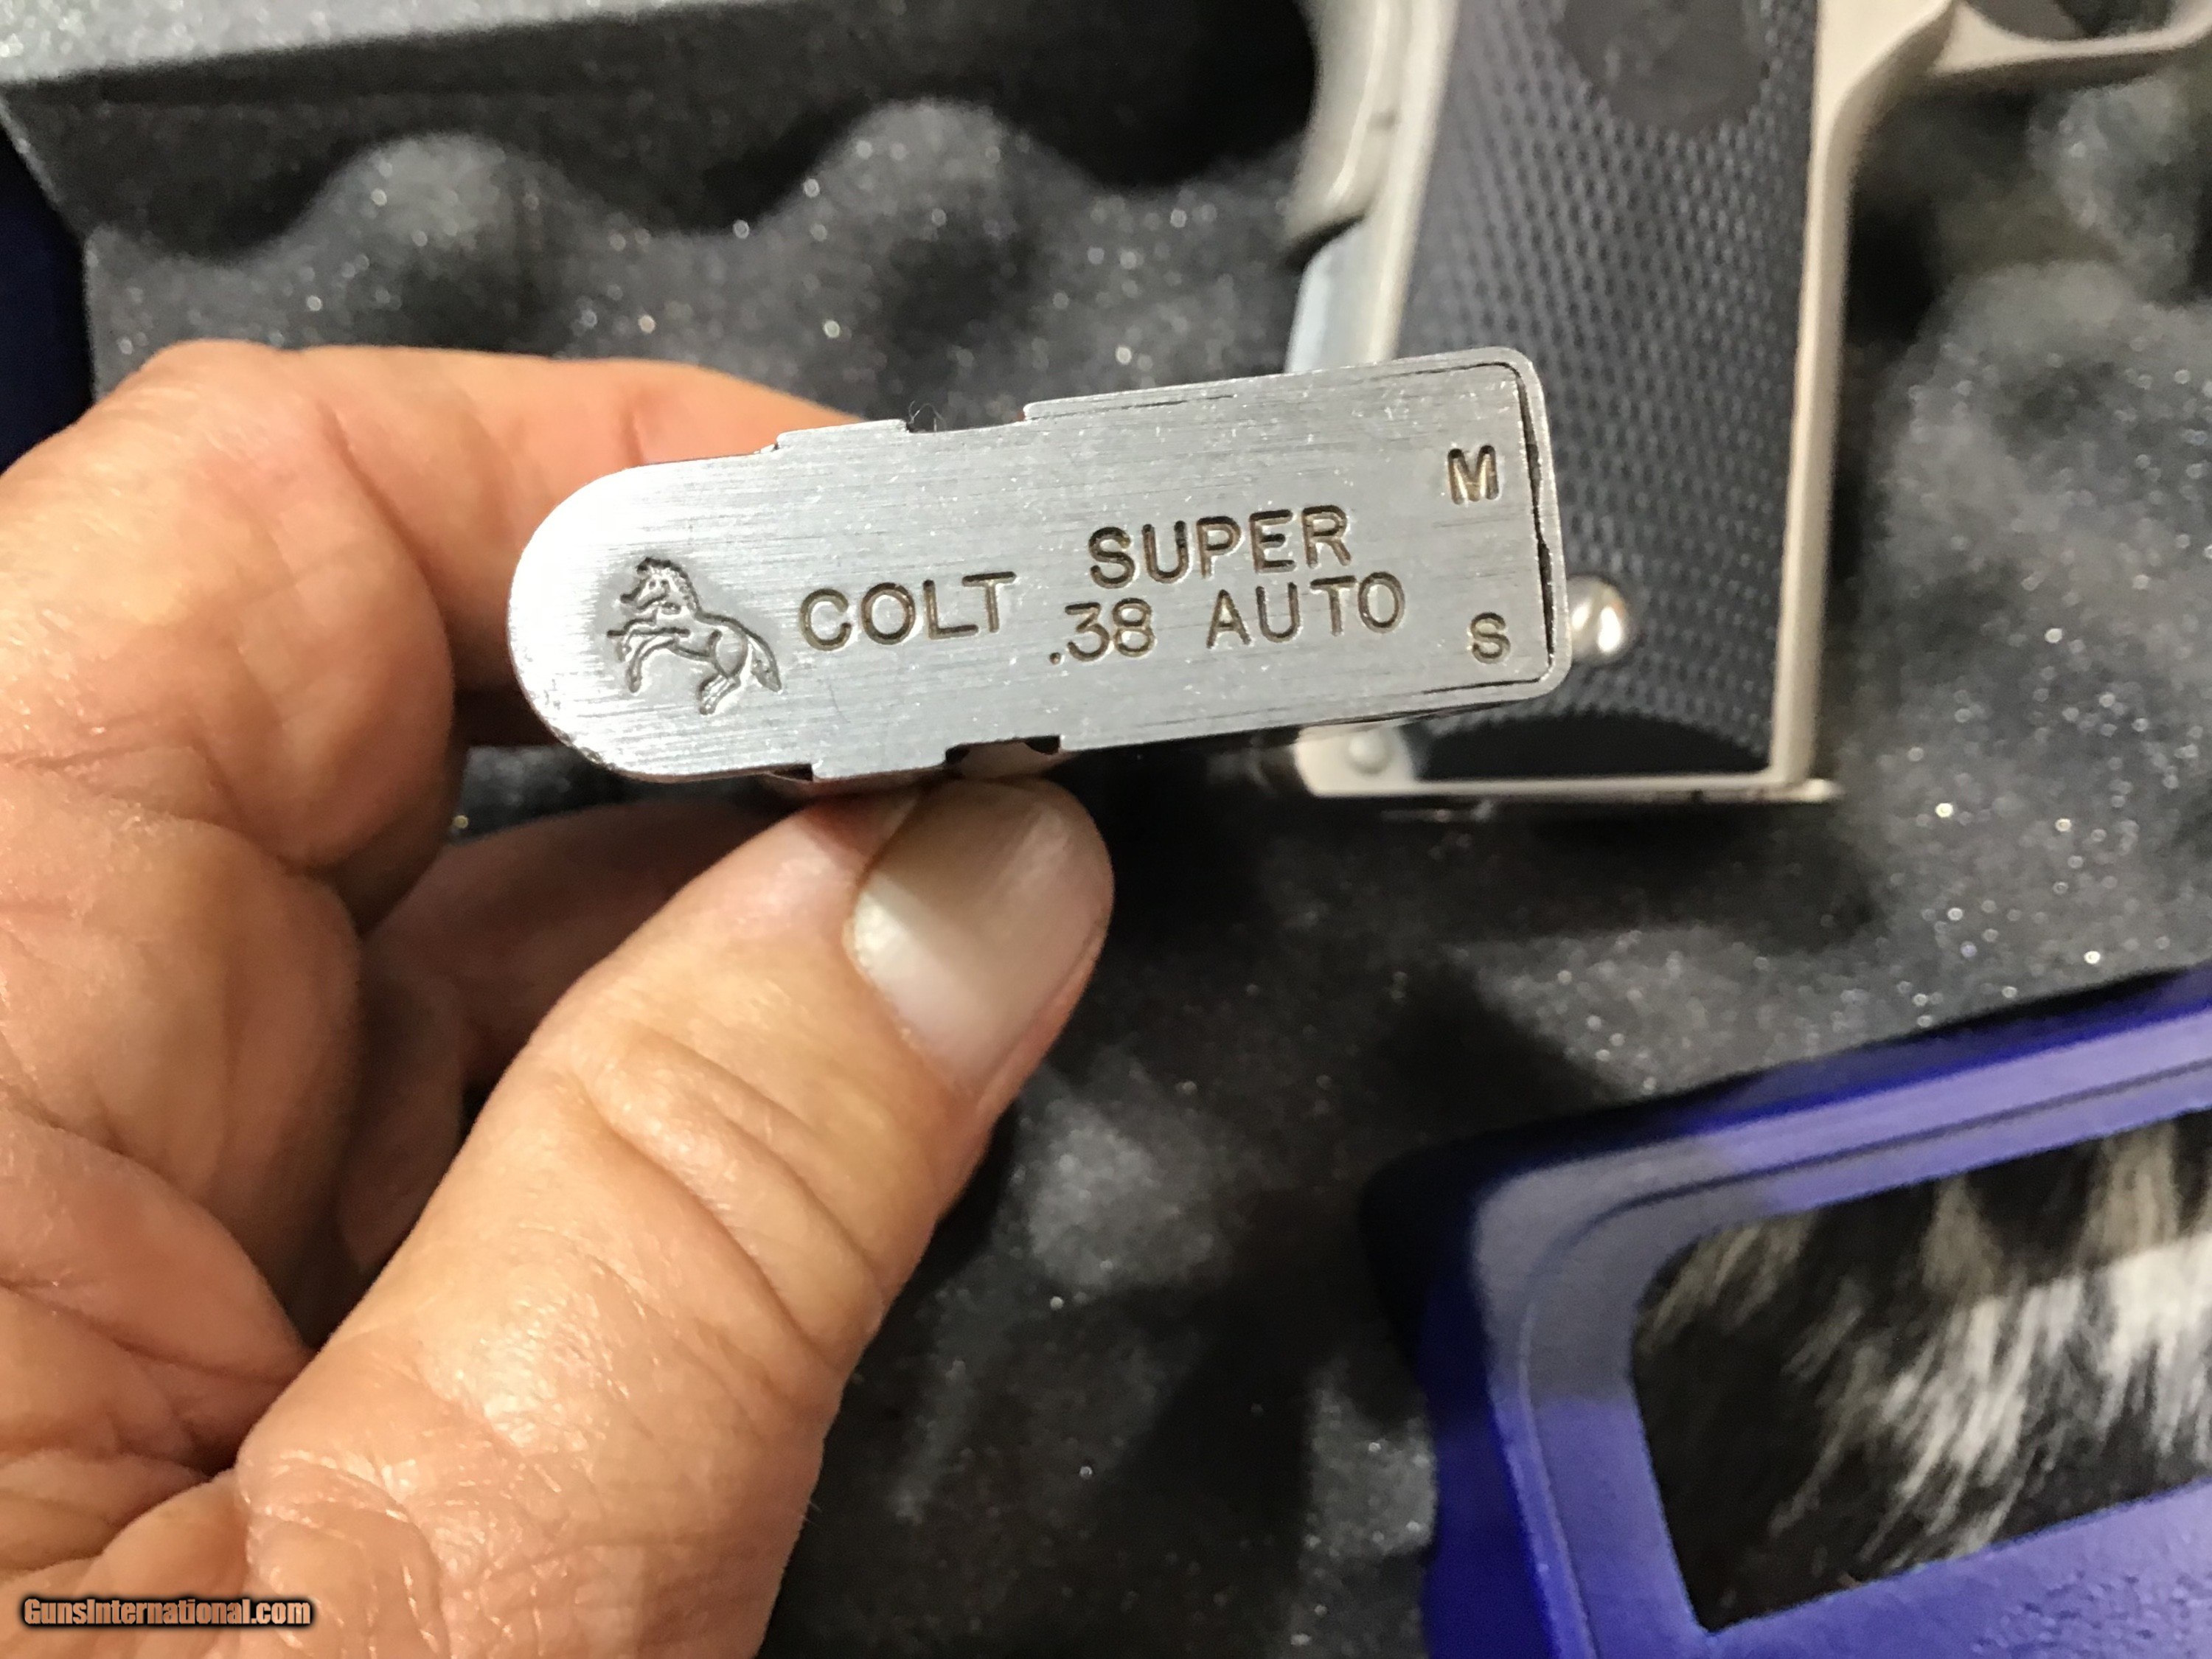 M
SUPER
COLT .38 AUTO
S
GunsInternational.com